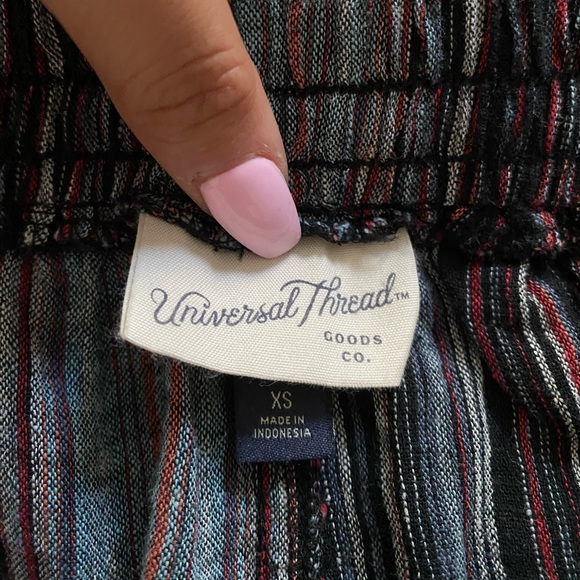 Universal Thread™
GOODS
CO.
XS
MADE IN
INDONESIA